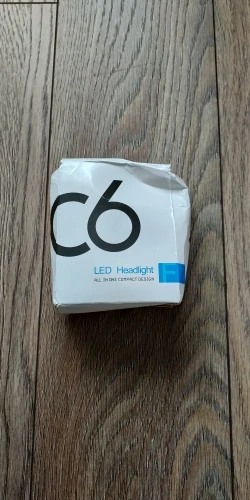 C6
LED Headlight
ALL IN ONE COMPACT DESIGN